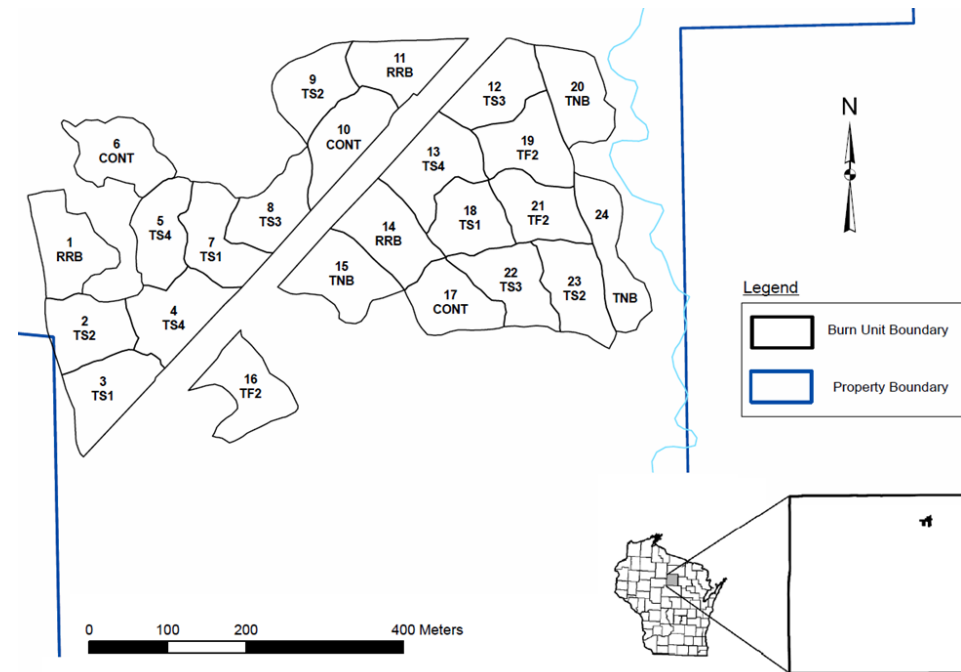 11
RRB
9
TS2
12
TS3
20
TNB
N
10
CONT
6
CONT
19
TF2
13
TS4
8
TS3
5
TS4
7
TS1
18
TS1
21
TF2
24
14
RRB
1
RRB
15
TNB
22
TS3
23
TS2
17
CONT
TNB
2
TS2
4
TS4
3
TS1
16
TF2
Legend
Burn Unit Boundary
Property Boundary
0 100 200 400 Meters